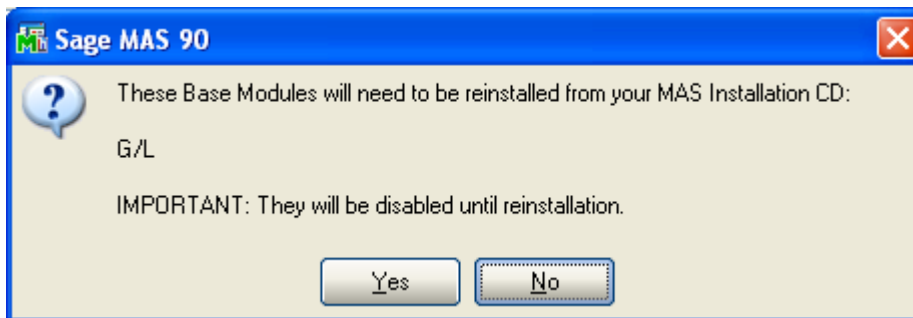 Sage MAS 90
These Base Modules will need to be reinstalled from your MAS Installation CD:
G/L
IMPORTANT: They will be disabled until reinstallation.
Yes
No